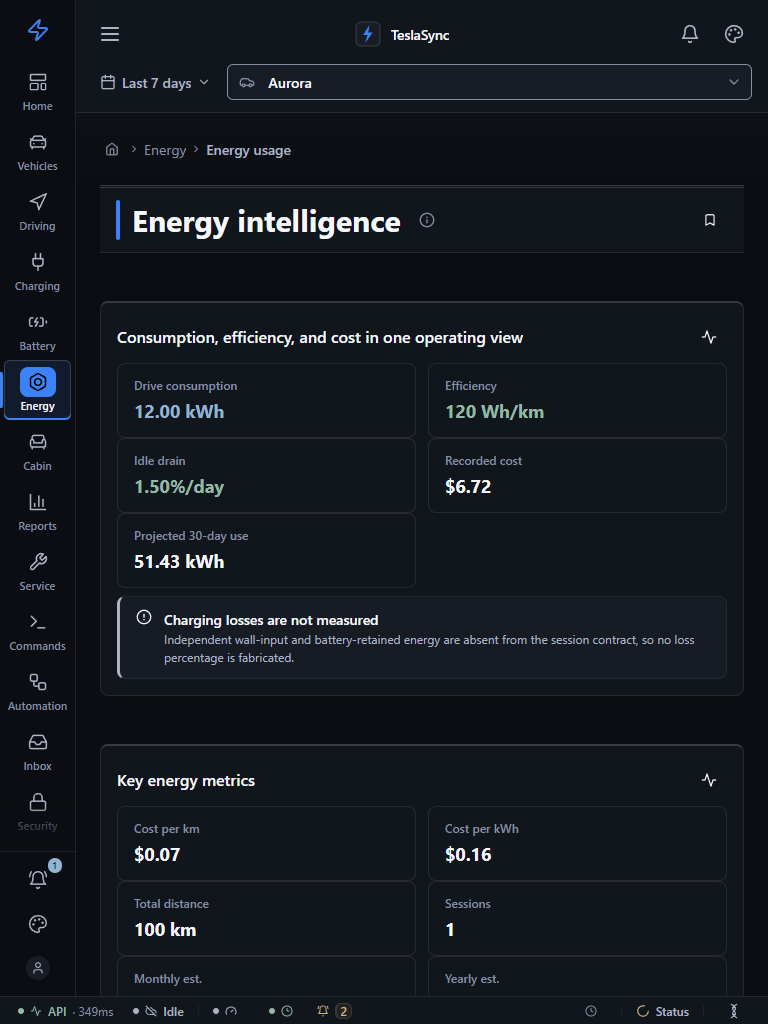 TeslaSync
Last 7 days
Aurora
Home
Vehicles
Driving
Charging
Battery
Energy
Cabin
Reports
Service
Commands
Automation
Inbox
Security
1
Energy
Energy usage
Energy intelligence
Consumption, efficiency, and cost in one operating view
Drive consumption
12.00 kWh
Efficiency
120 Wh/km
Idle drain
1.50%/day
Recorded cost
$6.72
Projected 30-day use
51.43 kWh
Charging losses are not measured
Independent wall-input and battery-retained energy are absent from the session contract, so no loss
percentage is fabricated.
Key energy metrics
Cost per km
$0.07
Cost per kWh
$0.16
Total distance
100 km
Sessions
1
Monthly est.
Yearly est.
API · 349ms
Idle
2
Status